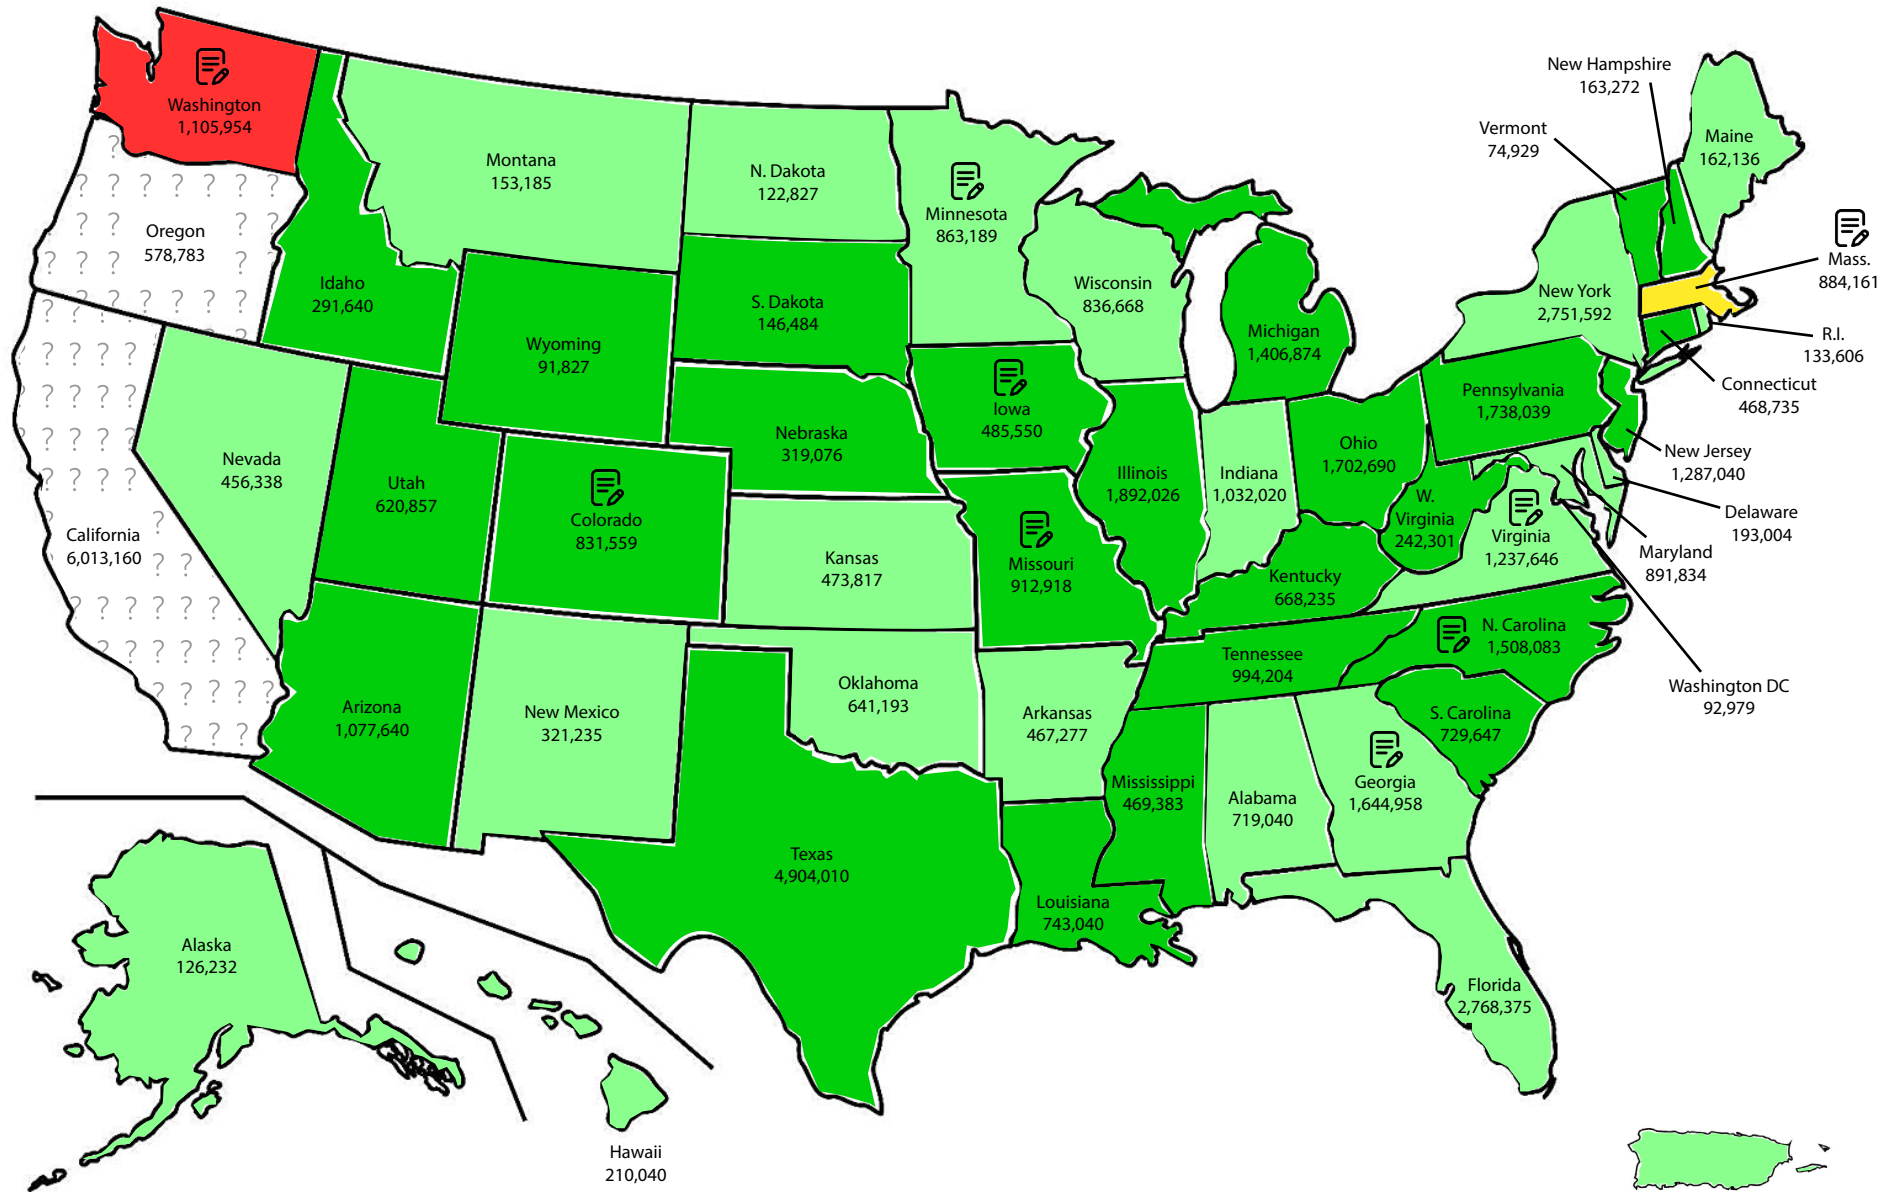 Washington
1,105,954
Oregon
578,783
California
6,013,160
Idaho
291,640
Nevada
456,338
Montana
153,185
Wyoming
91,827
Utah
620,857
Colorado
831,559
Arizona
1,077,640
New Mexico
321,235
N. Dakota
122,827
S. Dakota
146,484
Nebraska
319,076
Kansas
473,817
Oklahoma
641,193
Texas
4,904,010
Minnesota
863,189
Iowa
485,550
Missouri
912,918
Arkansas
467,277
Louisiana
743,040
Wisconsin
836,668
Illinois
1,892,026
Michigan
1,406,874
Indiana
1,032,020
Ohio
1,702,690
Kentucky
668,235
Tennessee
994,204
Mississippi
469,383
Alabama
719,040
Georgia
1,644,958
Florida
2,768,375
S. Carolina
729,647
N. Carolina
1,508,083
Virginia
1,237,646
W.
Virginia
242,301
Pennsylvania
1,738,039
New York
2,751,592
Vermont
74,929
New Hampshire
163,272
Maine
162,136
Mass.
884,161
R.I.
133,606
Connecticut
468,735
New Jersey
1,287,040
Delaware
193,004
Maryland
891,834
Washington DC
92,979
Alaska
126,232
Hawaii
210,040